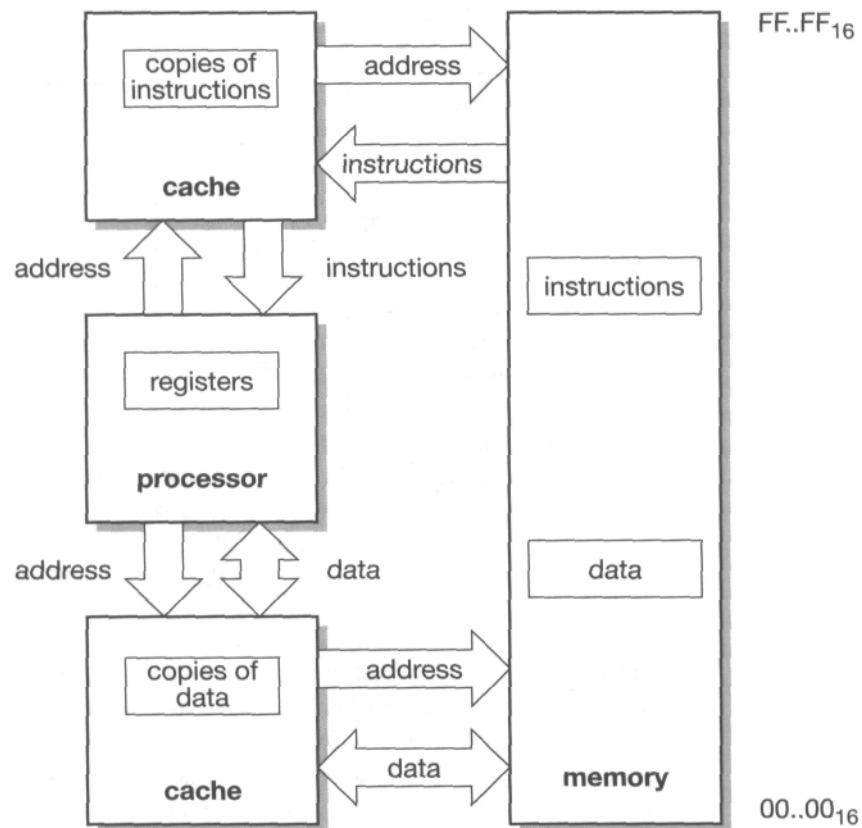 FF..FF₁₆
copies of
instructions
cache
address
instructions
address
instructions
instructions
registers
processor
address
data
data
copies of
data
cache
address
data
memory
00..00₁₆